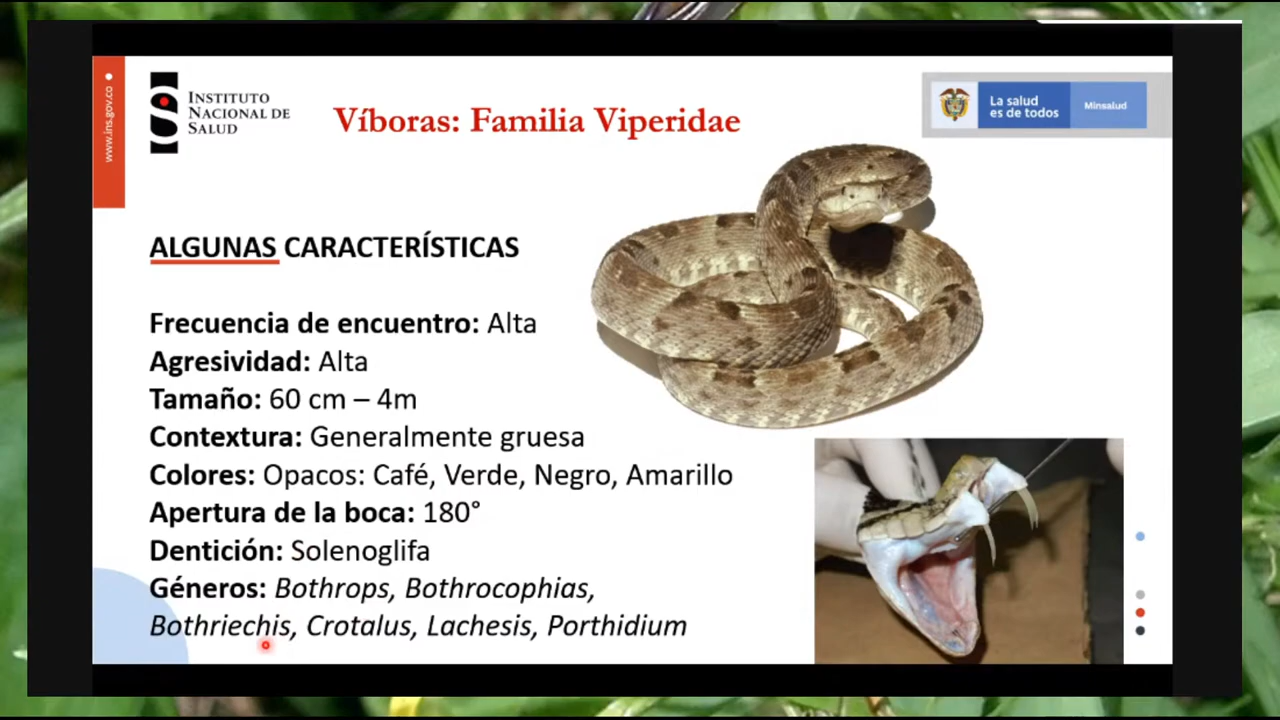 www.ins.gov.co
INSTITUTO
NACIONAL DE
SALUD
Víboras: Familia Viperidae
La salud
es de todos
Minsalud
ALGUNAS CARACTERÍSTICAS
Frecuencia de encuentro: Alta
Agresividad: Alta
Tamaño: 60 cm – 4m
Contextura: Generalmente gruesa
Colores: Opacos: Café, Verde, Negro, Amarillo
Apertura de la boca: 180°
Dentición: Solenoglifa
Géneros: Bothrops, Bothrocophias,
Bothriechis, Crotalus, Lachesis, Porthidium